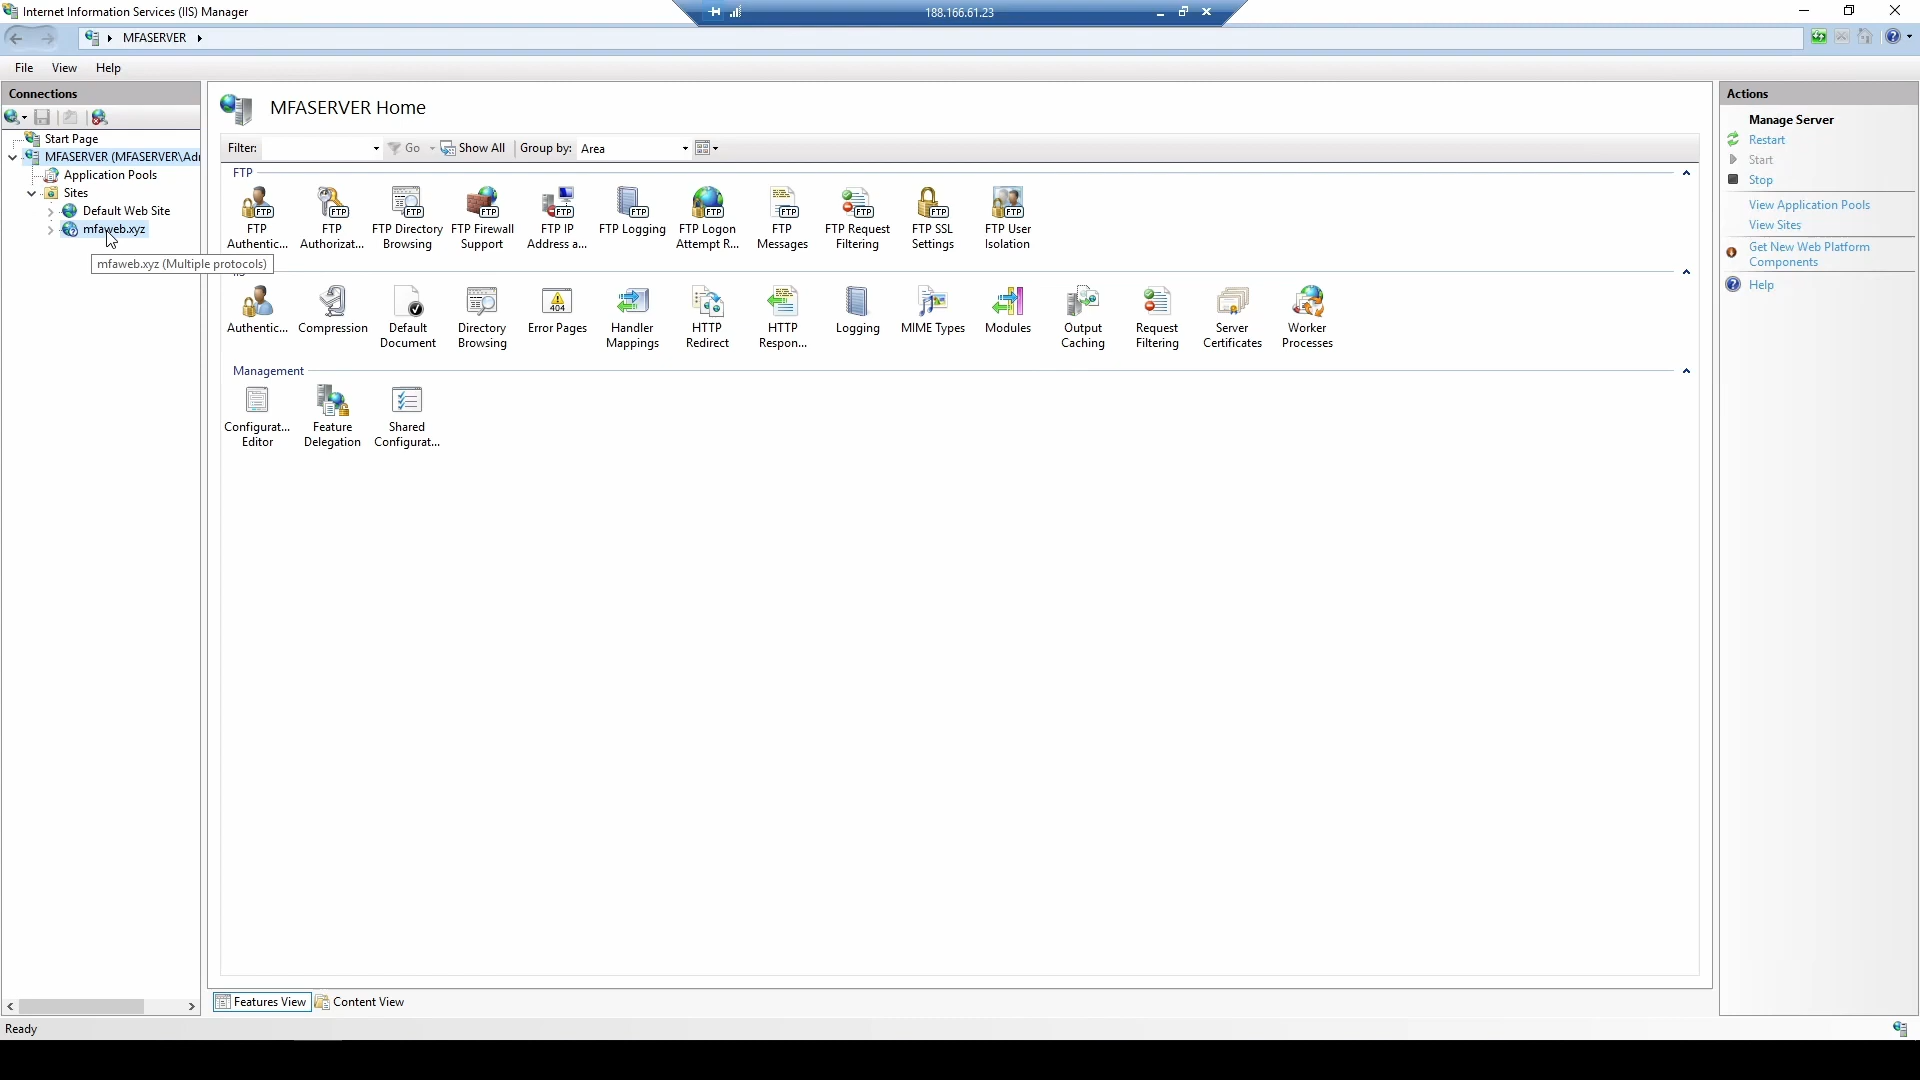 Internet Information Services (IIS) Manager
188.166.61.23
MFASERVER
File View Help
Connections
Start Page
MFASERVER (MFASERVER\Adi
Application Pools
Sites
Default Web Site
mfaweb.xyz
mfaweb.xyz (Multiple protocols)
MFASERVER Home
Filter: Go Show All Group by: Area
FTP
FTP Authentic...
FTP Authorizat...
FTP Directory Browsing
FTP Firewall Support
FTP IP Address a...
FTP Logging
FTP Logon Attempt R...
FTP Messages
FTP Request Filtering
FTP SSL Settings
FTP User Isolation
Authentic...
Compression
Default Document
Directory Browsing
404
Error Pages
Handler Mappings
HTTP Redirect
HTTP Respon...
Logging
MIME Types
Modules
Output Caching
Request Filtering
Server Certificates
Worker Processes
Management
Configurat... Editor
Feature Delegation
Shared Configurat...
Features View Content View
Actions
Manage Server
Restart
Start
Stop
View Application Pools
View Sites
Get New Web Platform
Components
Help
Ready